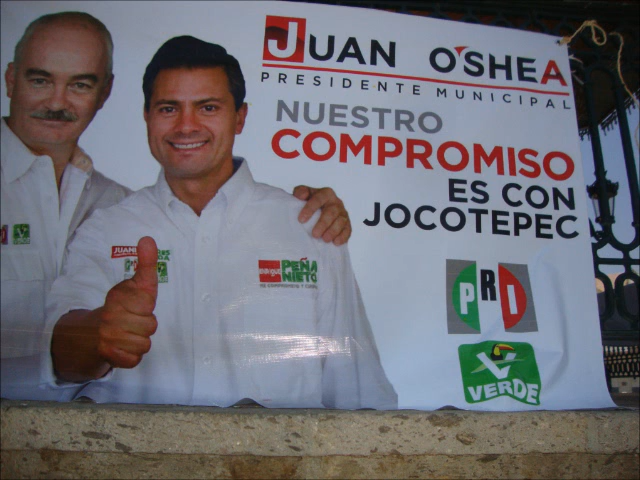 JUAN O'SHEA
PRESIDENTE MUNICIPAL
NUESTRO
COMPROMISO
ES CON
JOCOTEPEC
PRI
VERDE
PEÑA
NIETO